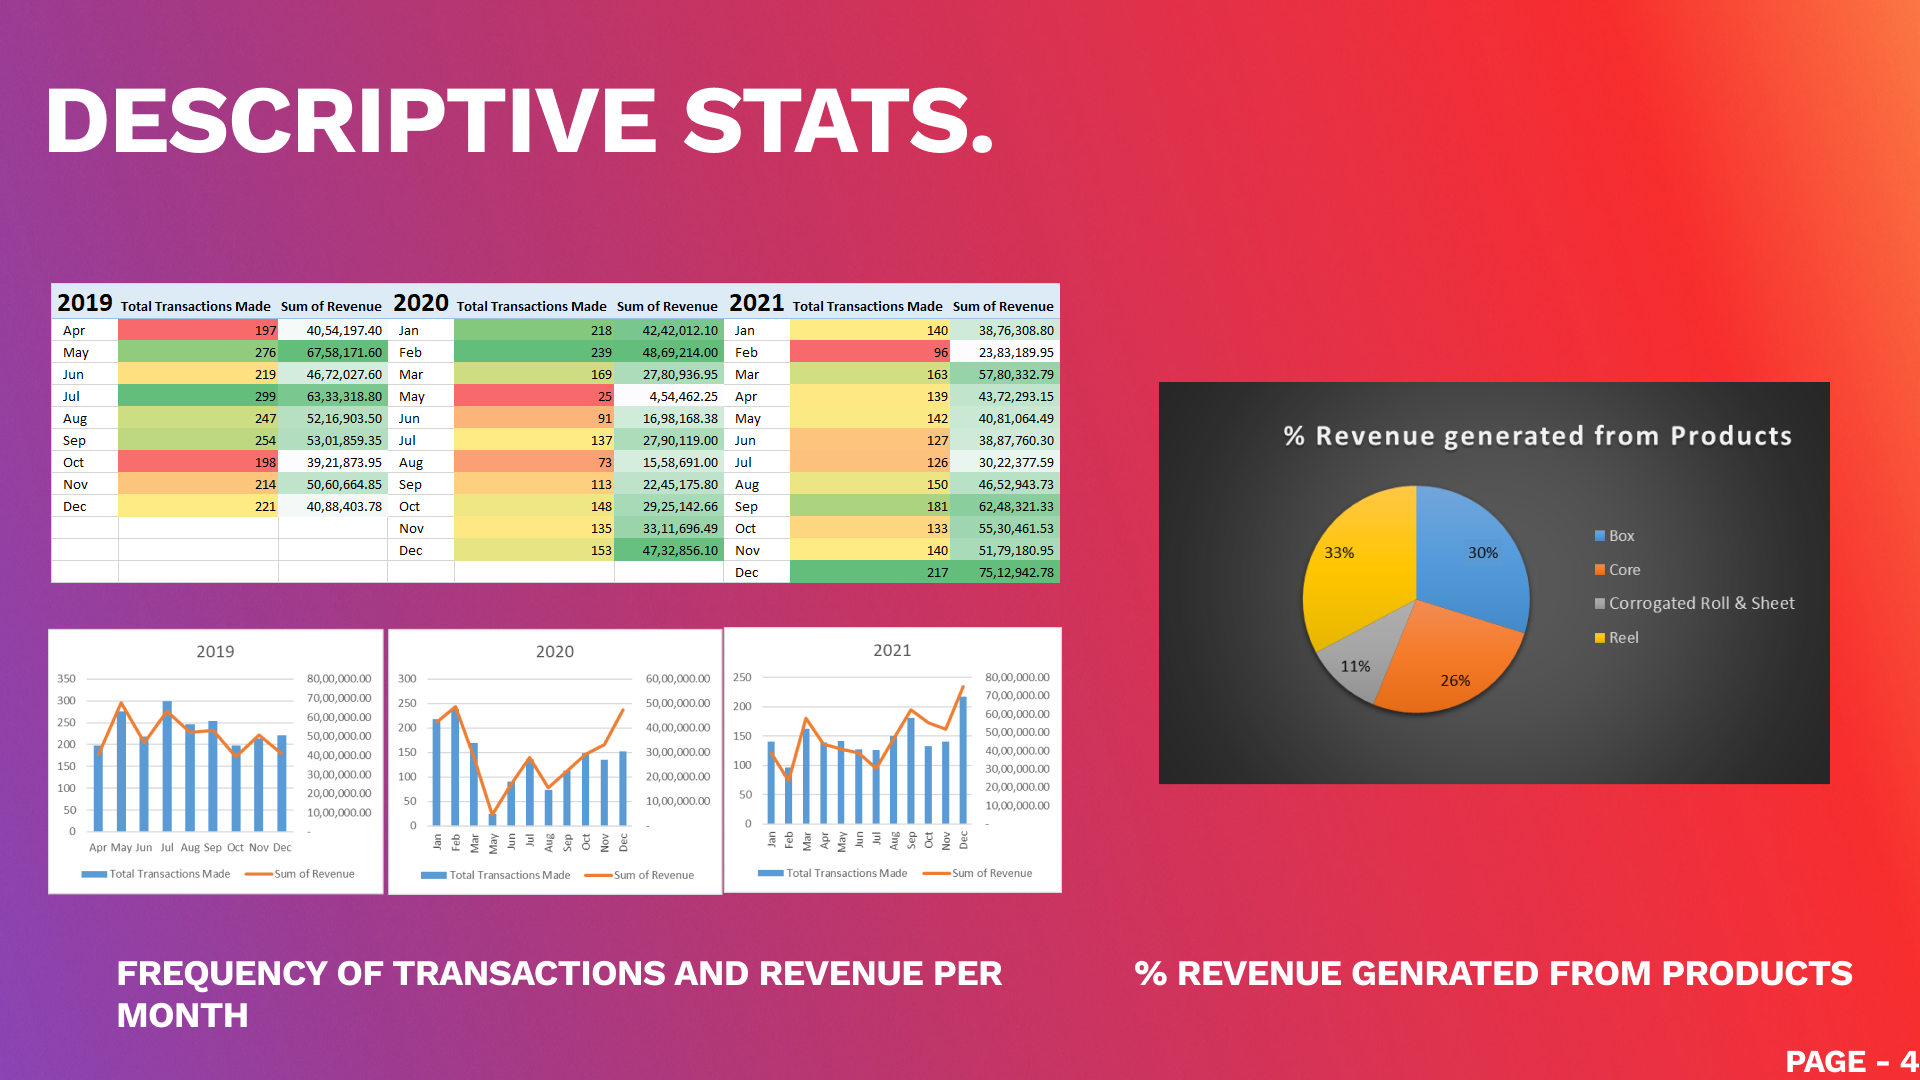 DESCRIPTIVE STATS.
2019 Total Transactions Made Sum of Revenue 2020 Total Transactions Made Sum of Revenue 2021 Total Transactions Made Sum of Revenue
Apr 197 40,54,197.40 Jan 218 42,42,012.10 Jan 140 38,76,308.80
May 276 67,58,171.60 Feb 239 48,69,214.00 Feb 96 23,83,189.95
Jun 219 46,72,027.60 Mar 169 27,80,936.95 Mar 163 57,80,332.79
Jul 299 63,33,318.80 May 25 4,54,462.25 Apr 139 43,72,293.15
Aug 247 52,16,903.50 Jun 91 16,98,168.38 May 142 40,81,064.49
Sep 254 53,01,859.35 Jul 137 27,90,119.00 Jun 127 38,87,760.30
Oct 198 39,21,873.95 Aug 73 15,58,691.00 Jul 126 30,22,377.59
Nov 214 50,60,664.85 Sep 113 22,45,175.80 Aug 150 46,52,943.73
Dec 221 40,88,403.78 Oct 148 29,25,142.66 Sep 181 62,48,321.33
Nov 135 33,11,696.49 Oct 133 55,30,461.53
Dec 153 47,32,856.10 Nov 140 51,79,180.95
Dec 217 75,12,942.78
2019
350 80,00,000.00
300 70,00,000.00
250 60,00,000.00
200 50,00,000.00
150 40,00,000.00
100 30,00,000.00
50 20,00,000.00
0 10,00,000.00
-
Apr May Jun Jul Aug Sep Oct Nov Dec
Total Transactions Made Sum of Revenue
2020
300 60,00,000.00
250 50,00,000.00
200 40,00,000.00
150 30,00,000.00
100 20,00,000.00
50 10,00,000.00
0 -
Jan Feb Mar May Jun Jul Aug Sep Oct Nov Dec
Total Transactions Made Sum of Revenue
2021
250 80,00,000.00
200 70,00,000.00
150 60,00,000.00
100 50,00,000.00
50 40,00,000.00
0 30,00,000.00
20,00,000.00
10,00,000.00
-
Jan Feb Mar Apr May Jun Jul Aug Sep Oct Nov Dec
Total Transactions Made Sum of Revenue
% Revenue generated from Products
33% 30%
11% 26%
Box
Core
Corrogated Roll & Sheet
Reel
FREQUENCY OF TRANSACTIONS AND REVENUE PER
MONTH
% REVENUE GENRATED FROM PRODUCTS
PAGE - 4